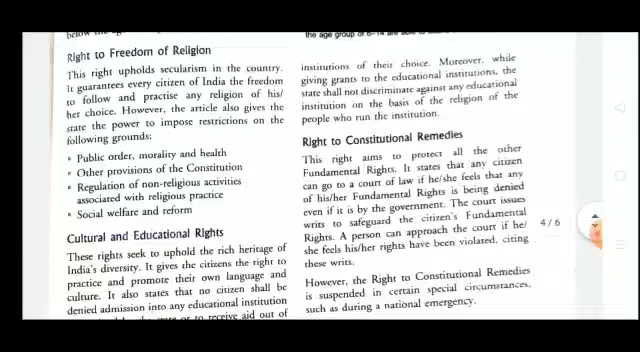 Right to Freedom of Religion
This right upholds secularism in the country.
It guarantees every citizen of India the freedom
to follow and practise any religion of his/
her choice. However, the article also gives the
state the power to impose restrictions on the
following grounds:
Public order, morality and health
Other provisions of the Constitution
Regulation of non-religious activities
associated with religious practice
Social welfare and reform
Cultural and Educational Rights
These rights seek to uphold the rich heritage of
India's diversity. It gives the citizens the right to
practice and promote their own language and
culture. It also states that no citizen shall be
denied admission into any educational institution
or to receive aid out of
the age group of 6–14 are
institutions of their choice. Moreover, while
giving grants to the educational institutions, the
state shall not discriminate against any educational
institution on the basis of the religion of the
people who run the institution.
Right to Constitutional Remedies
This right aims to protect all the other
Fundamental Rights. It states that any citizen
can go to a court of law if he/she feels that any
of his/her Fundamental Rights is being denied
even if it is by the government. The court issues
writs to safeguard the citizen's Fundamental
Rights. A person can approach the court if he/
she feels his/her rights have been violated, citing
these writs.
However, the Right to Constitutional Remedies
is suspended in certain special circumstances,
such as during a national emergency.
4/6